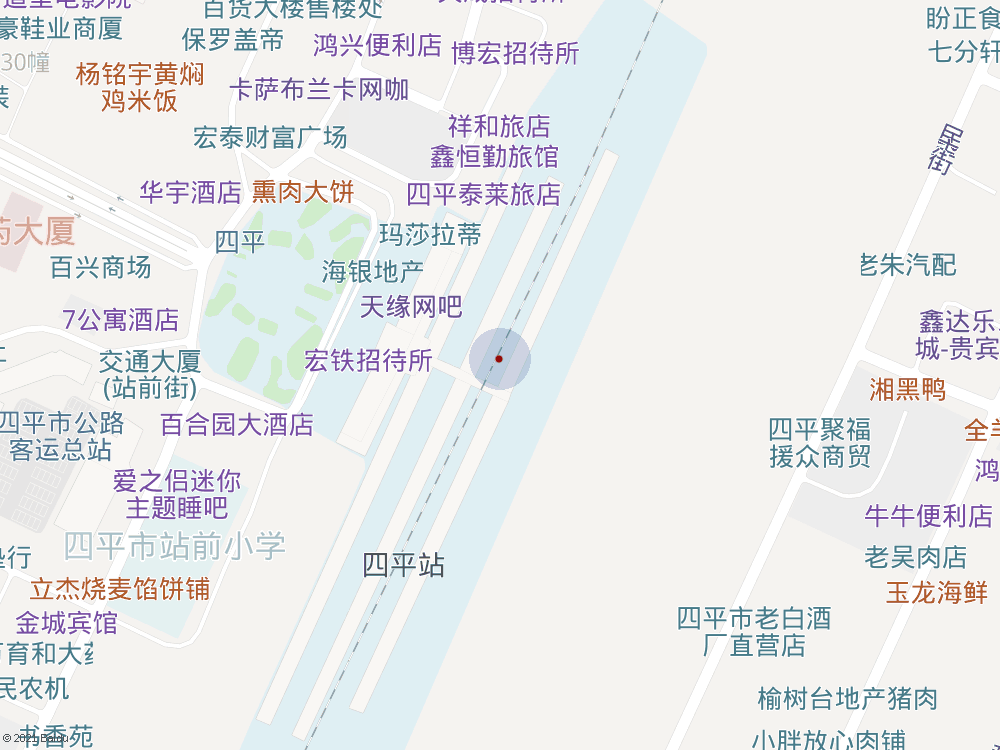 百货大楼售楼处
豪鞋业商厦
保罗盖帝
鸿兴便利店
博宏招待所
盼正食
七分轩
30幢
杨铭宇黄焖
鸡米饭
卡萨布兰卡网咖
装
宏泰财富广场
祥和旅店
鑫恒勤旅馆
华宇酒店
熏肉大饼
四平泰莱旅店
药大厦
四平
玛莎拉蒂
百兴商场
海银地产
老朱汽配
天缘网吧
7公寓酒店
鑫达乐
城-贵宾
交通大厦
(站前街)
宏铁招待所
湘黑鸭
四平市公路
客运总站
百合园大酒店
四平聚福
援众商贸
全羊
鸿
爱之侣迷你
主题睡吧
牛牛便利店
四平市站前小学
四平站
老吴肉店
立杰烧麦馅饼铺
玉龙海鲜
金城宾馆
四平市老白酒
厂直营店
育和大药
民农机
榆树台地产猪肉
书香苑
小胖放心肉铺
© 2021 Baidu